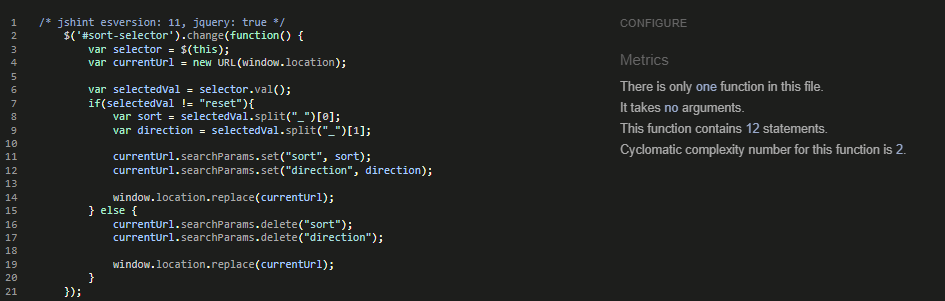 1 /* jshint esversion: 11, jquery: true */
2 $('#sort-selector').change(function() {
3 var selector = $(this);
4 var currentUrl = new URL(window.location);
5
6 var selectedVal = selector.val();
7 if(selectedVal != "reset"){
8 var sort = selectedVal.split("_")[0];
9 var direction = selectedVal.split("_")[1];
10
11 currentUrl.searchParams.set("sort", sort);
12 currentUrl.searchParams.set("direction", direction);
13
14 window.location.replace(currentUrl);
15 } else {
16 currentUrl.searchParams.delete("sort");
17 currentUrl.searchParams.delete("direction");
18
19 window.location.replace(currentUrl);
20 }
21 });
CONFIGURE
Metrics
There is only one function in this file.
It takes no arguments.
This function contains 12 statements.
Cyclomatic complexity number for this function is 2.